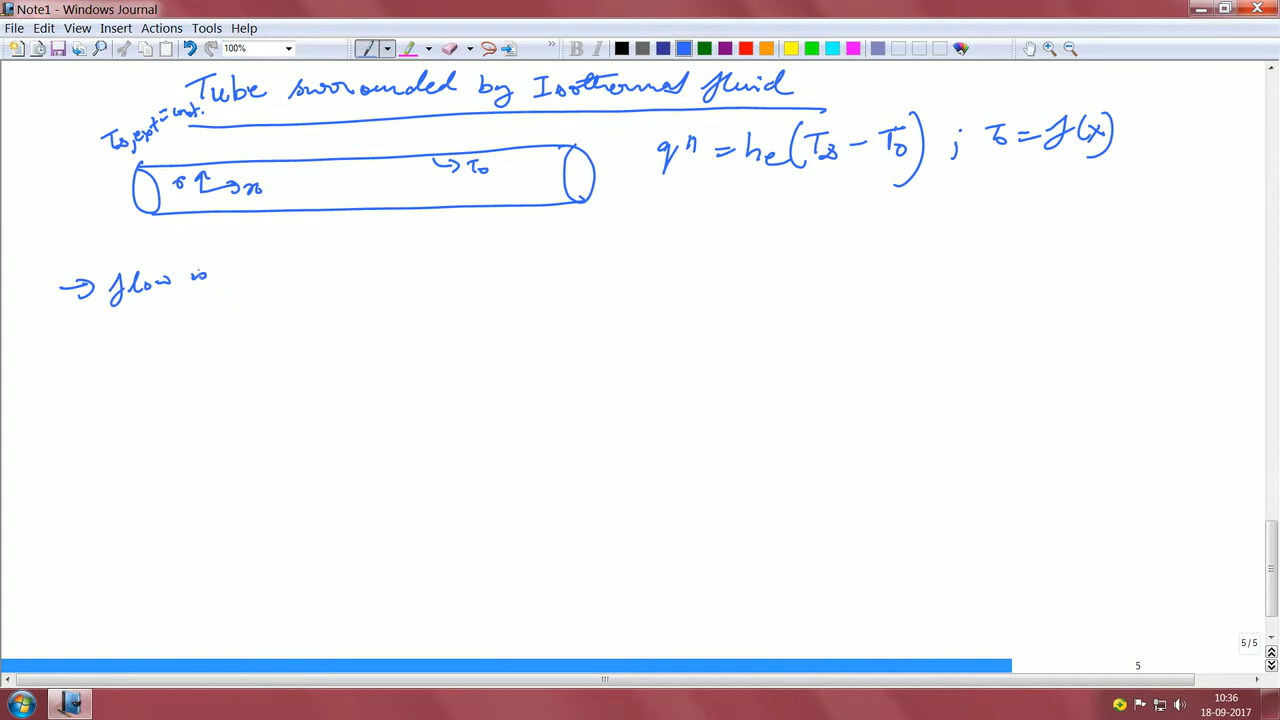 Note1 - Windows Journal
File Edit View Insert Actions Tools Help
100%
Tube surrounded by Isothermal fluid
T∞,ext = const.
q" = he (T∞ - T0) ; T0 = f(x)
T0
r x
→ flow is
5/5
5
10:36
18-09-2017